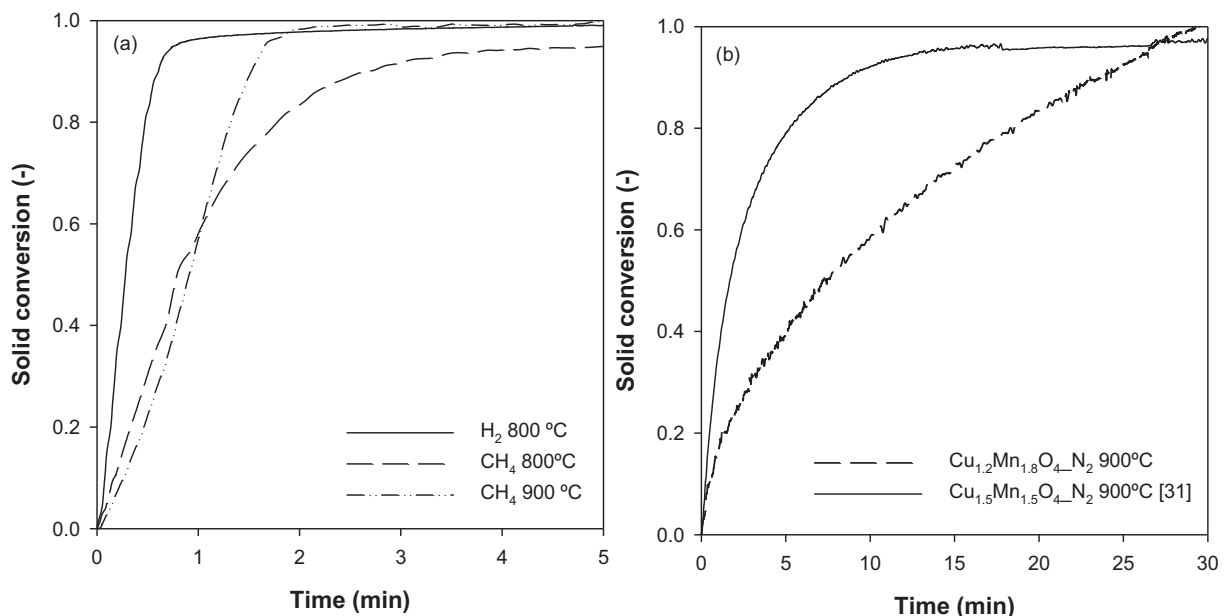 (a)
Solid conversion (-)
1.0
0.8
0.6
0.4
0.2
0.0
H₂ 800 ºC
CH₄ 800ºC
CH₄ 900 ºC
0 1 2 3 4 5
Time (min)
(b)
Solid conversion (-)
1.0
0.8
0.6
0.4
0.2
0.0
Cu₁.₂Mn₁.₈O₄_N₂ 900ºC
Cu₁.₅Mn₁.₅O₄_N₂ 900ºC [31]
0 5 10 15 20 25 30
Time (min)